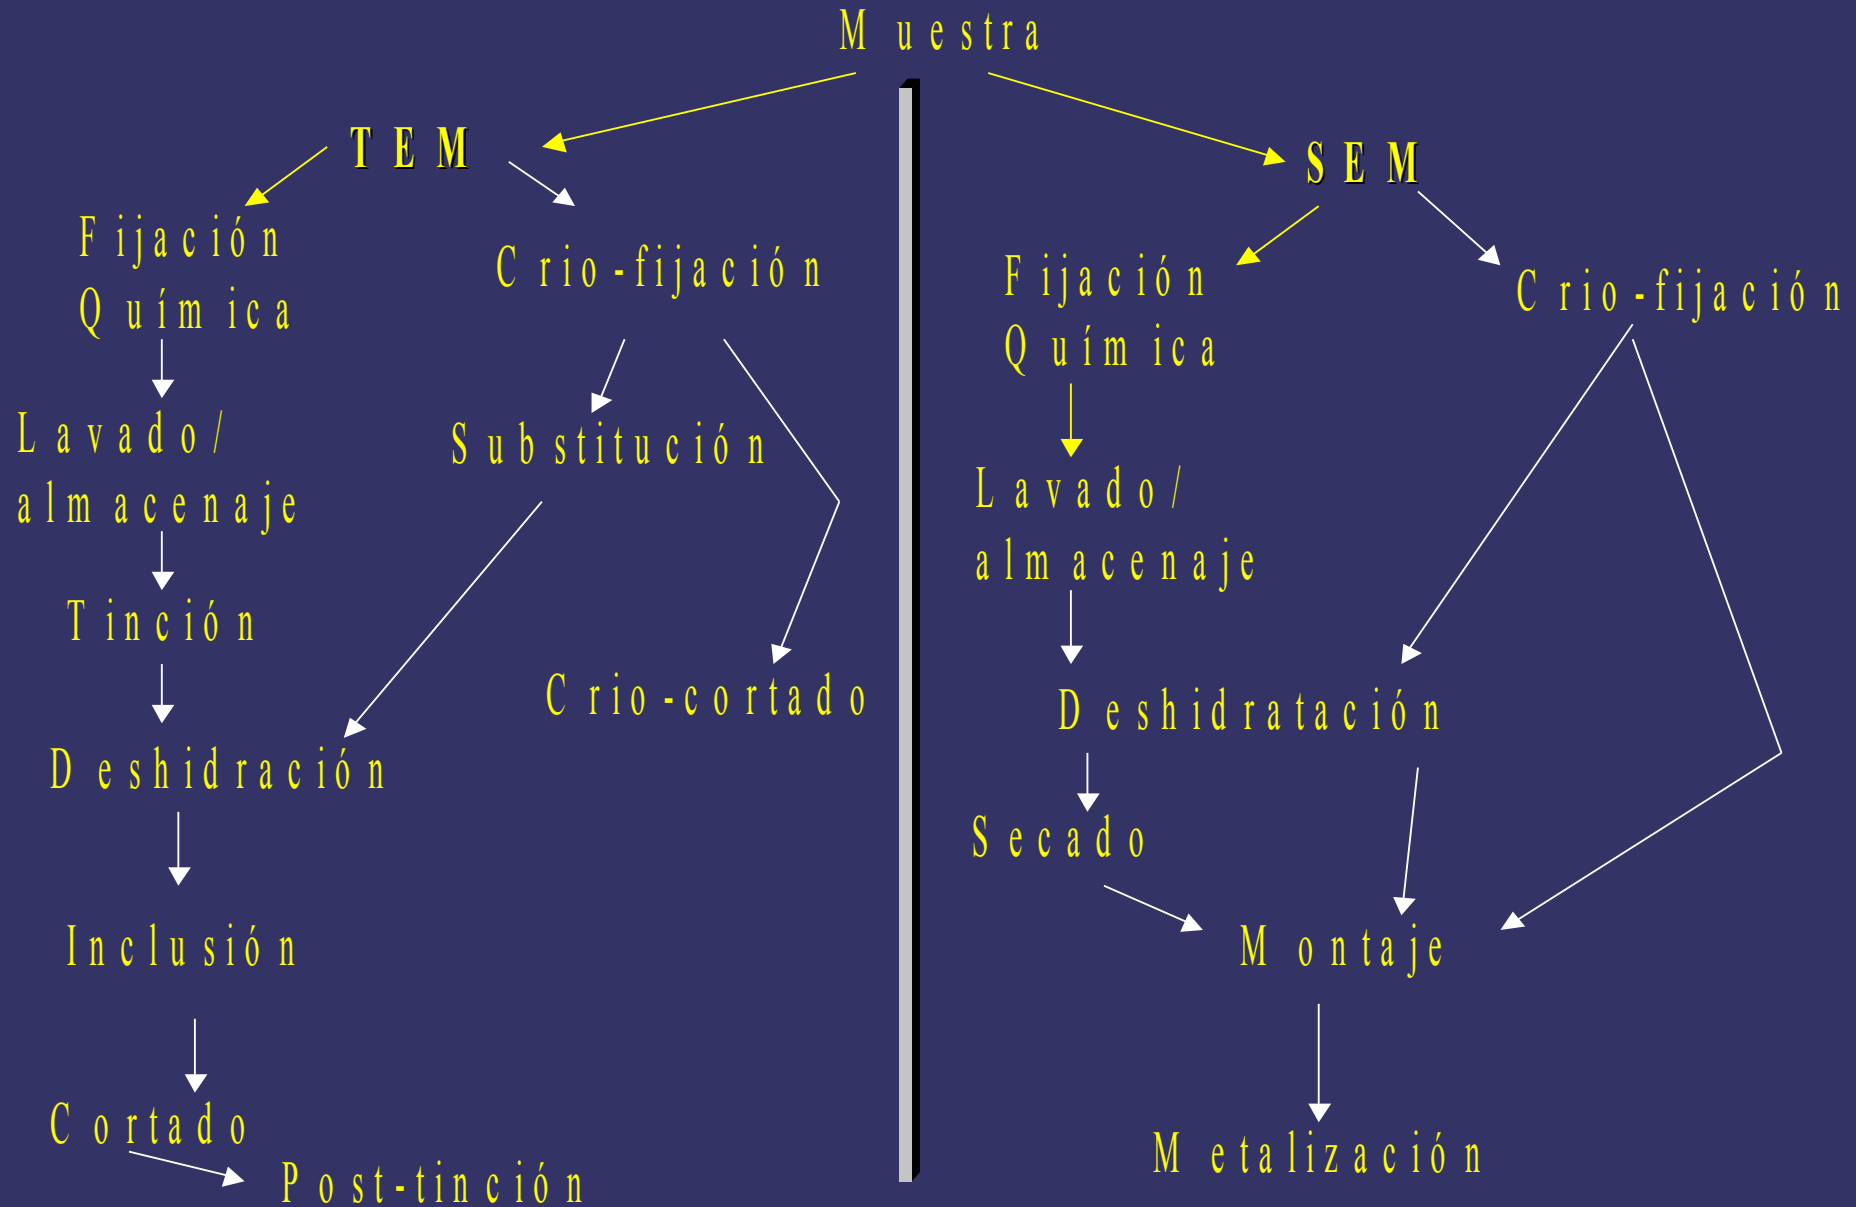 Muestra
TEM
Fijación
Química
Crio-fijación
Lavado/
almacenaje
Substitución
Tinción
Crio-cortado
Deshidración
Inclusión
Cortado
Post-tinción
SEM
Fijación
Química
Crio-fijación
Lavado/
almacenaje
Deshidratación
Secado
Montaje
Metalización